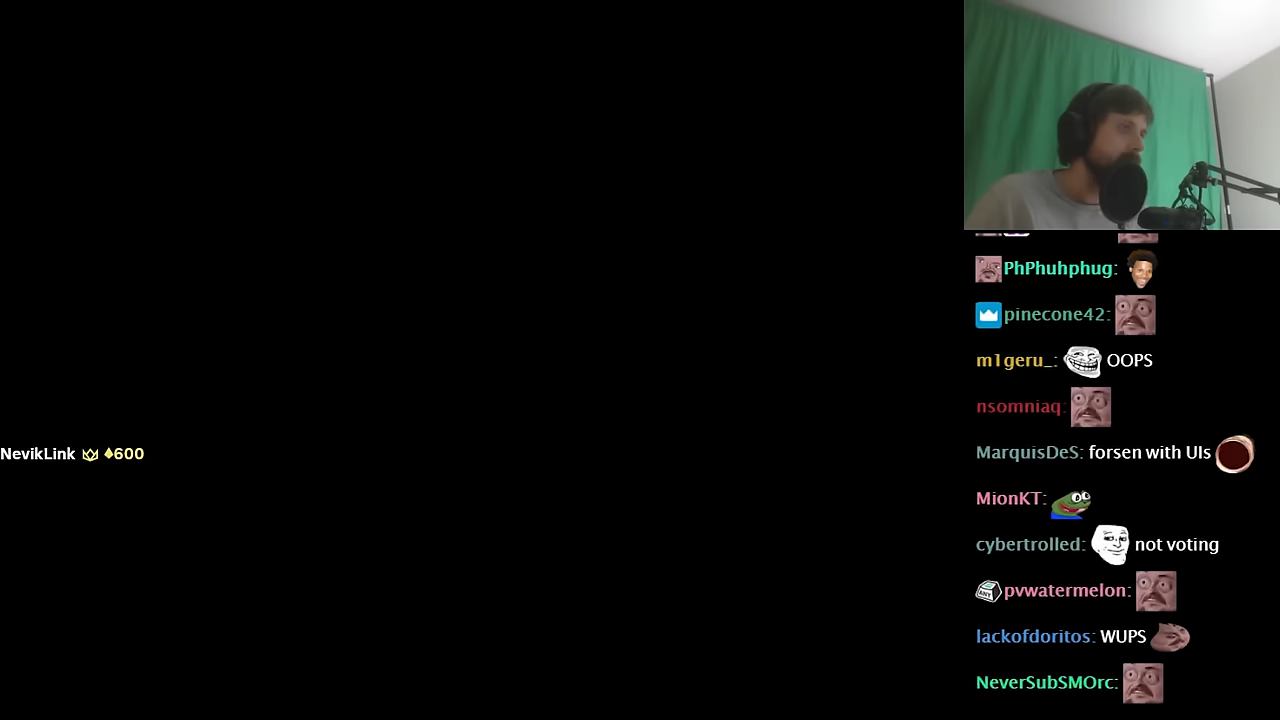 PhPhuhphug:
pinecone42:
m1geru_: OOPS
nsomniaq:
MarquisDeS: forsen with UIs
NevikLink 600
MionKT:
cybertrolled: not voting
ANY pvwatermelon:
lackofdoritos: WUPS
NeverSubSMOrc: